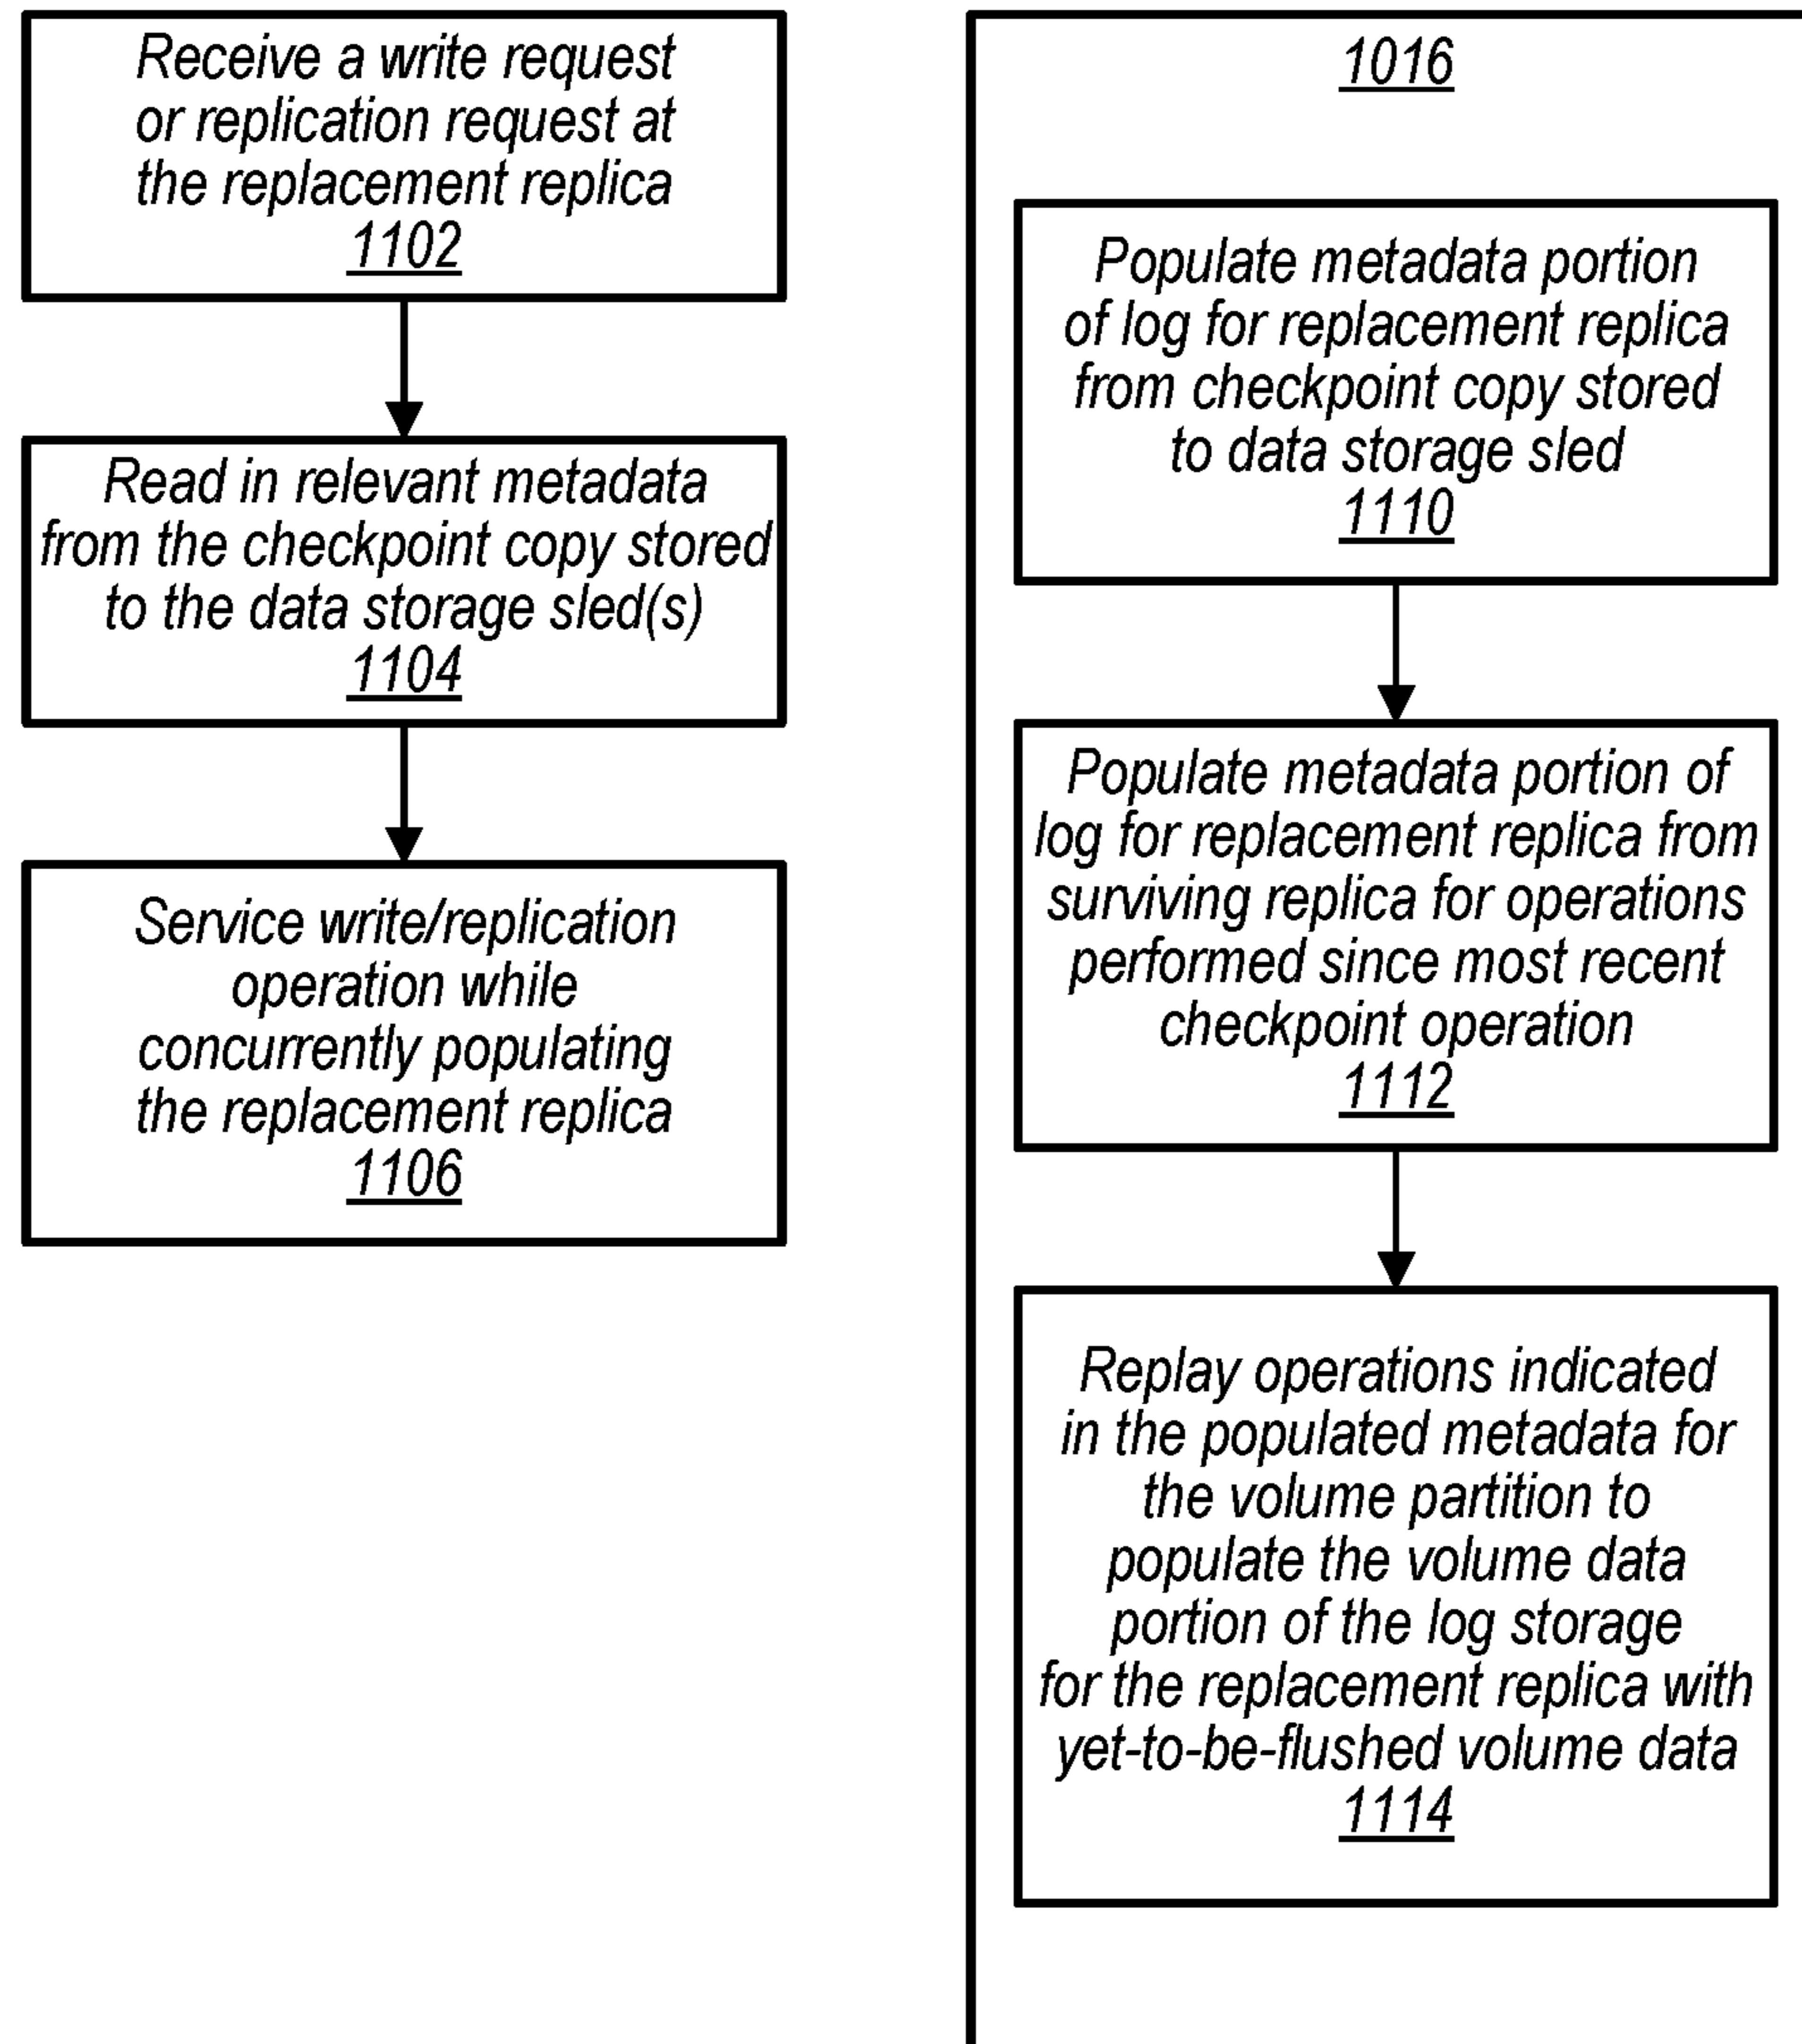 Receive a write request
or replication request at
the replacement replica
1102
Read in relevant metadata
from the checkpoint copy stored
to the data storage sled(s)
1104
Service write/replication
operation while
concurrently populating
the replacement replica
1106
1016
Populate metadata portion
of log for replacement replica
from checkpoint copy stored
to data storage sled
1110
Populate metadata portion of
log for replacement replica from
surviving replica for operations
performed since most recent
checkpoint operation
1112
Replay operations indicated
in the populated metadata for
the volume partition to
populate the volume data
portion of the log storage
for the replacement replica with
yet-to-be-flushed volume data
1114